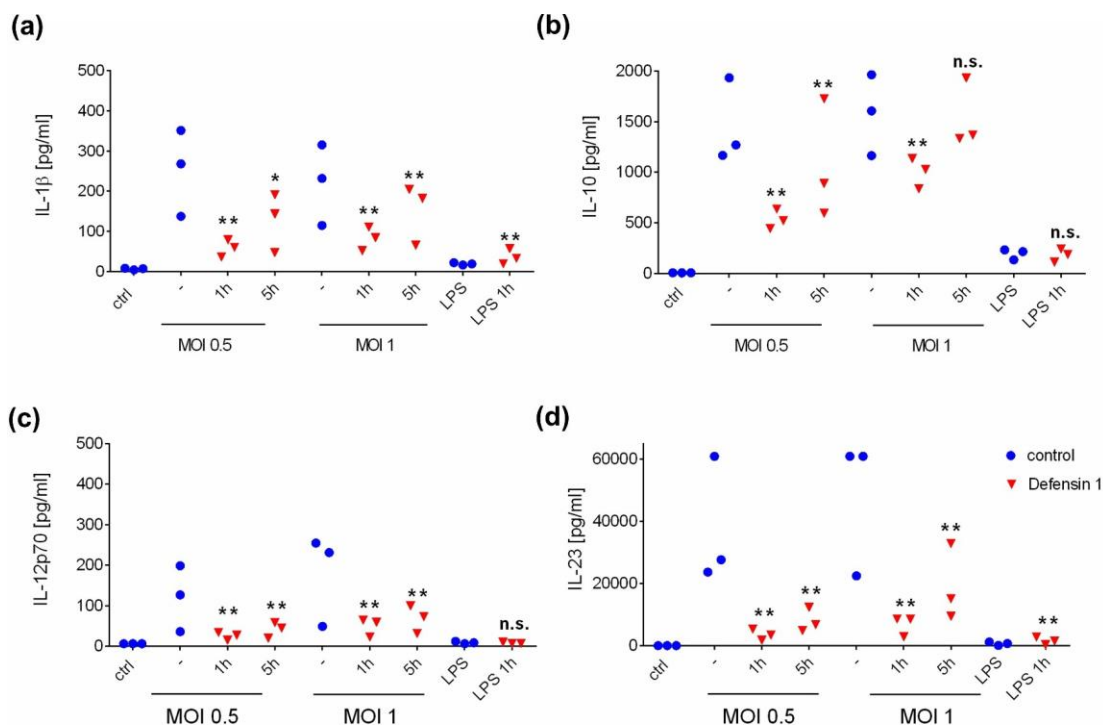 (a)
500
400
300
200
100
0
IL-1β [pg/ml]
* *
*
* *
* *
* *
ctrl
-
1h
5h
-
1h
5h
LPS
LPS 1h
MOI 0.5
MOI 1
(b)
2000
1500
1000
500
0
IL-10 [pg/ml]
* *
* *
* *
n.s.
n.s.
ctrl
-
1h
5h
-
1h
5h
LPS
LPS 1h
MOI 0.5
MOI 1
(c)
500
400
300
200
100
0
IL-12p70 [pg/ml]
* *
* *
* *
* *
n.s.
ctrl
-
1h
5h
-
1h
5h
LPS
LPS 1h
MOI 0.5
MOI 1
(d)
60000
40000
20000
0
IL-23 [pg/ml]
* *
* *
* *
* *
* *
control
Defensin 1
ctrl
-
1h
5h
-
1h
5h
LPS
LPS 1h
MOI 0.5
MOI 1